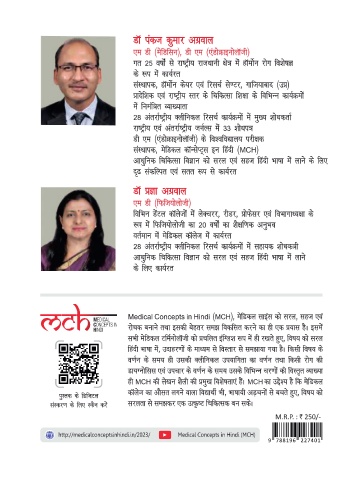 डॉ पंकज कुमार अग्रवाल
एम डी (मेडिसिन), डी एम (एंडोक्राइनोलॉजी)
गत 25 वर्षों से राष्ट्रीय राजधानी क्षेत्र में हॉर्मोन रोग विशेषज्ञ
के रूप में कार्यरत
संस्थापक, हॉर्मोन केयर एवं रिसर्च सेण्टर, गाजियाबाद (उप्र)
प्रादेशिक एवं राष्ट्रीय स्तर के चिकित्सा शिक्षा के विभिन्न कार्यक्रमों
में निमंत्रित व्याख्याता
28 अंतर्राष्ट्रीय क्लीनिकल रिसर्च कार्यक्रमों में मुख्य शोधकर्ता
राष्ट्रीय एवं अंतर्राष्ट्रीय जर्नल्स में 33 शोधपत्र
डी एम (एंडोक्राइनोलॉजी) के विश्वविद्यालय परीक्षक
संस्थापक, मेडिकल कॉन्सेप्ट्स इन हिंदी (MCH)
आधुनिक चिकित्सा विज्ञान को सरल एवं सहज हिंदी भाषा में लाने के लिए
दृढ़ संकल्पित एवं सतत रूप से कार्यरत
डॉ प्रज्ञा अग्रवाल
एम डी (फिजियोलोजी)
विभिन्न डेंटल कॉलेजों में लेक्चरर, रीडर, प्रोफेसर एवं विभागाध्यक्ष के
रूप में फिजियोलोजी का 20 वर्षों का शैक्षणिक अनुभव
वर्तमान में मेडिकल कॉलेज में कार्यरत
28 अंतर्राष्ट्रीय क्लीनिकल रिसर्च कार्यक्रमों में सहायक शोधकर्त्री
आधुनिक चिकित्सा विज्ञान को सरल एवं सहज हिंदी भाषा में लाने
के लिए कार्यरत
mch MEDICAL CONCEPTS IN HINDI
पुस्तक के डिजिटल
संस्करण के लिए स्कैन करें
Medical Concepts in Hindi (MCH), मेडिकल साइंस को सरल, सहज एवं
रोचक बनाने तथा इसकी बेहतर समझ विकसित करने का ही एक प्रयास है। इसमें
सभी मेडिकल टर्मिनोलॉजी को प्रचलित इंग्लिश रूप में ही रखते हुए, विषय को सरल
हिंदी भाषा में, उदाहरणों के माध्यम से विस्तार से समझाया गया है। किसी विषय के
वर्णन के समय ही उसकी क्लीनिकल उपयोगिता का वर्णन तथा किसी रोग की
डायग्नोसिस एवं उपचार के वर्णन के समय उसके विभिन्न चरणों की विस्तृत व्याख्या
ही MCH की लेखन शैली की प्रमुख विशेषताएं हैं। MCH का उद्देश्य है कि मेडिकल
कॉलेज का औसत लगने वाला विद्यार्थी भी, भाषायी अड़चनों से बचते हुए, विषय को
सरलता से समझकर एक उत्कृष्ट चिकित्सक बन सके।
M.R.P. : ₹ 250/-
http://medicalconceptsinhindi.in/2023/
Medical Concepts in Hindi (MCH)
9 788196 227401